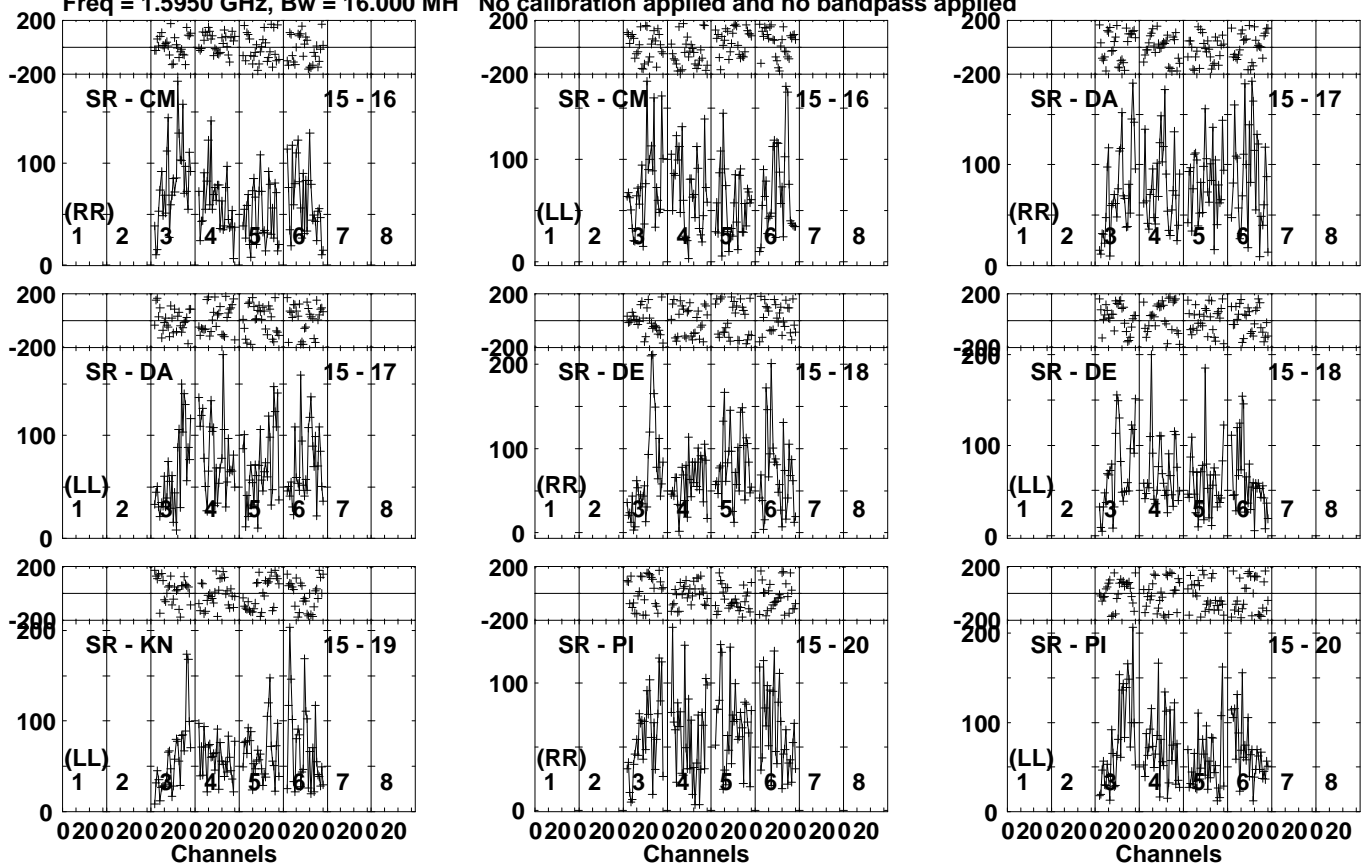 Freq = 1.5950 GHz, Bw = 16.000 MH No calibration applied and no bandpass applied
200 200 200
-200 -200 -200
SR - CM 15 - 16 SR - CM 15 - 16 SR - DA 15 - 17
100 100 100
(RR) (LL) (RR)
1 2 3 4 5 6 7 8 1 2 3 4 5 6 7 8 1 2 3 4 5 6 7 8
0 0 0
200 200 200
-200 -200 -200
200 200
SR - DA 15 - 17 SR - DE 15 - 18 SR - DE 15 - 18
100 100 100
(LL) (RR) (LL)
1 2 3 4 5 6 7 8 1 2 3 4 5 6 7 8 1 2 3 4 5 6 7 8
0 0 0
200 200 200
-200 -200 -200
200 200
SR - KN 15 - 19 SR - PI 15 - 20 SR - PI 15 - 20
100 100 100
(LL) (RR) (LL)
1 2 3 4 5 6 7 8 1 2 3 4 5 6 7 8 1 2 3 4 5 6 7 8
0 0 0
0 20 0 20 0 20 0 20 0 20 0 20 0 20 0 20 0 20 0 20 0 20 0 20 0 20 0 20 0 20 0 20 0 20 0 20 0 20 0 20 0 20 0 20 0 20 0 20
Channels Channels Channels